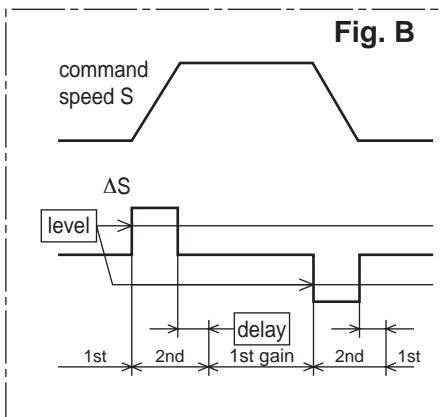 Fig. B
command
speed S
ΔS
level
delay
1st 2nd 1st gain 2nd 1st